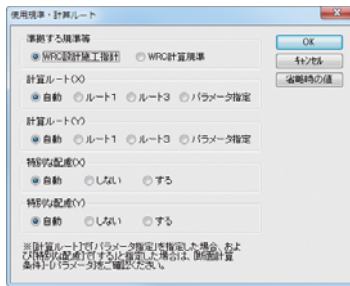 使用規準・計算ルート
準拠する規準等
WRC設計施工指針 WRC計算規準
OK
キャンセル
省略時の値
計算ルート(X)
自動 ルート1 ルート3 パラメータ指定
計算ルート(Y)
自動 ルート1 ルート3 パラメータ指定
特別な配慮(X)
自動 しない する
特別な配慮(Y)
自動 しない する
※[計算ルート]で[パラメータ指定]を指定した場合、およ
び[特別な配慮]で[する]と指定した場合は、[断面計算
条件]-[パラメータ]をご確認ください。